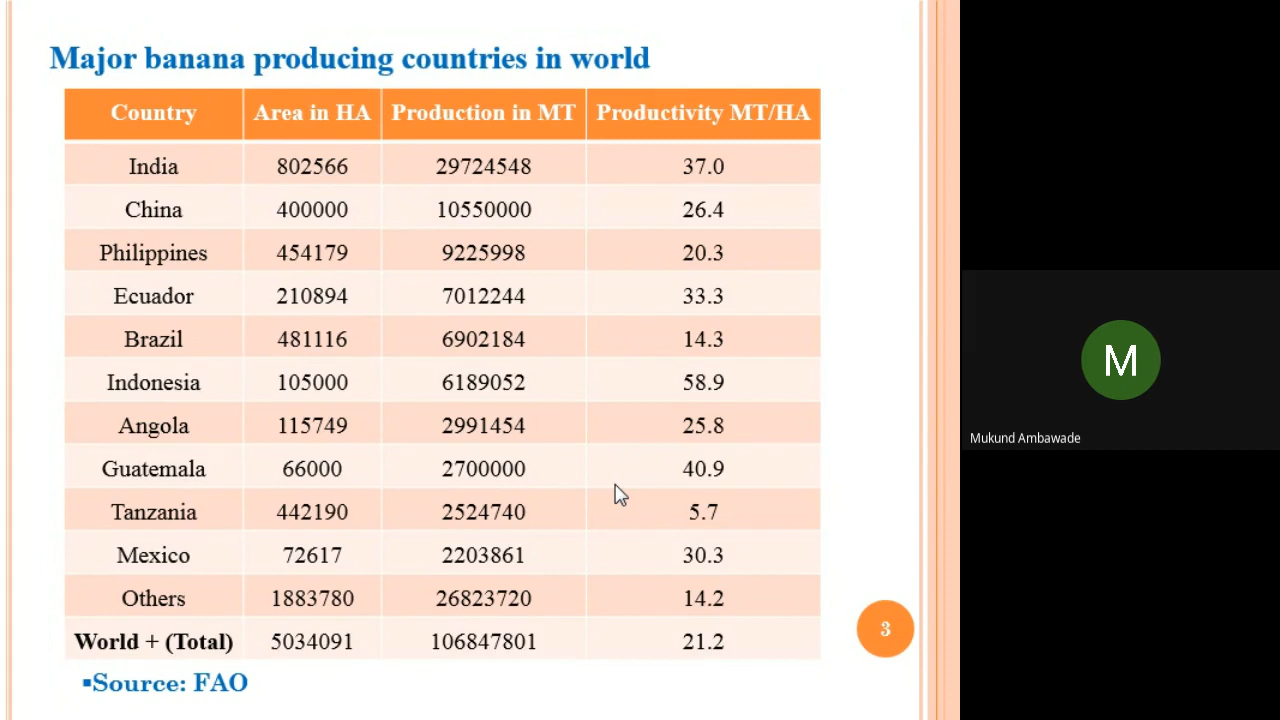 Major banana producing countries in world
Country Area in HA Production in MT Productivity MT/HA
India 802566 29724548 37.0
China 400000 10550000 26.4
Philippines 454179 9225998 20.3
Ecuador 210894 7012244 33.3
Brazil 481116 6902184 14.3
Indonesia 105000 6189052 58.9
Angola 115749 2991454 25.8
Guatemala 66000 2700000 40.9
Tanzania 442190 2524740 5.7
Mexico 72617 2203861 30.3
Others 1883780 26823720 14.2
World + (Total) 5034091 106847801 21.2
▪Source: FAO
3
M
Mukund Ambawade